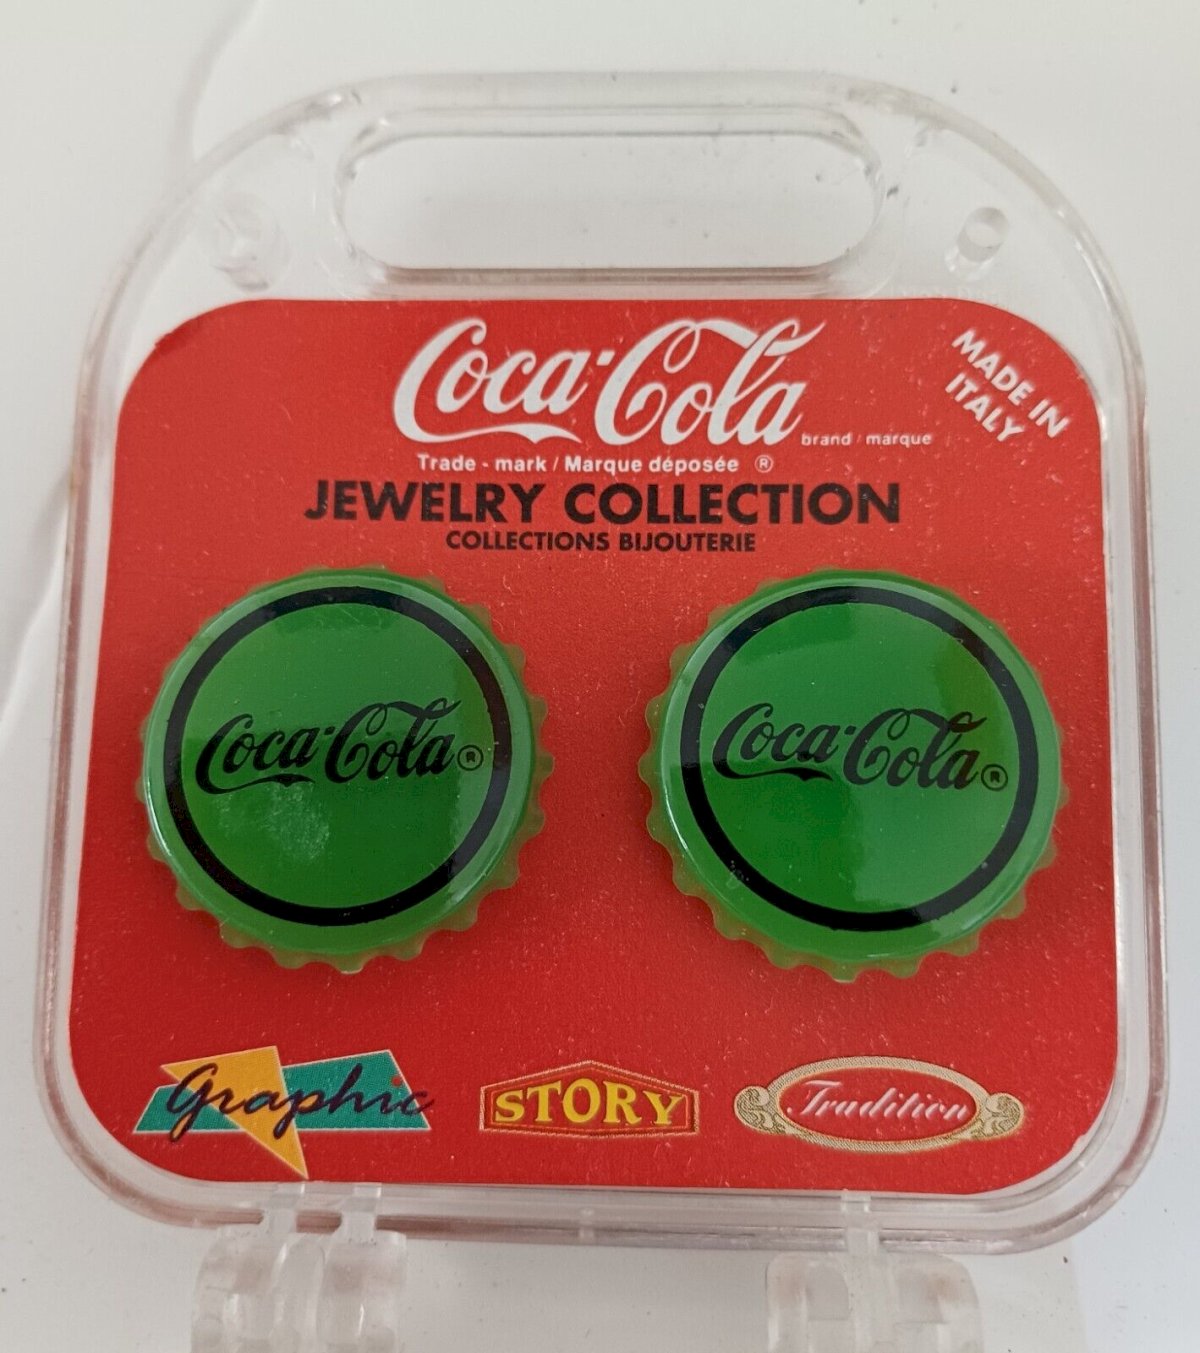 Coca-Cola
brand / marque
MADE IN
ITALY
Trade - mark / Marque déposée ®
JEWELRY COLLECTION
COLLECTIONS BIJOUTERIE
Coca-Cola®
Coca-Cola®
Graphic
STORY
Tradition